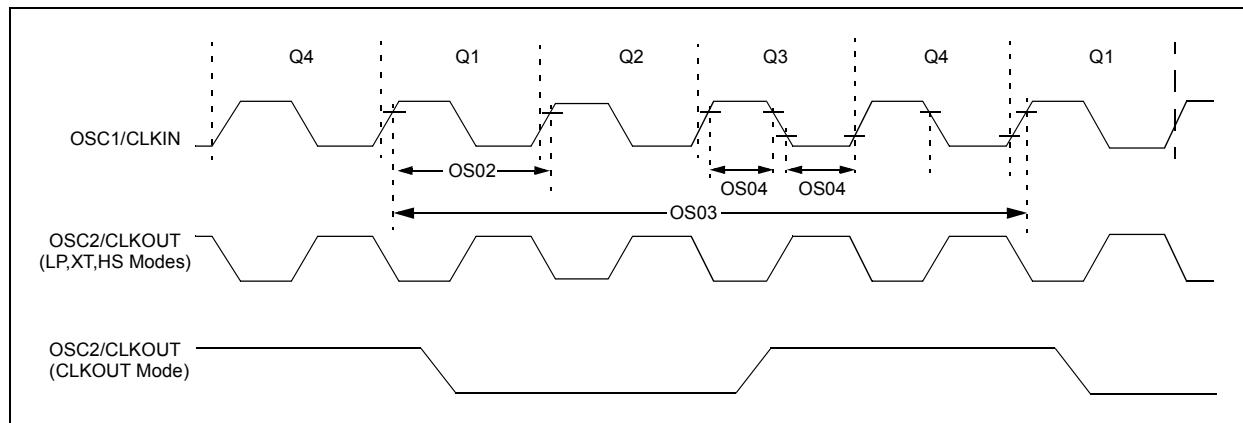 Q4 Q1 Q2 Q3 Q4 Q1
OSC1/CLKIN
OS02
OS04 OS04
OS03
OSC2/CLKOUT
(LP,XT,HS Modes)
OSC2/CLKOUT
(CLKOUT Mode)